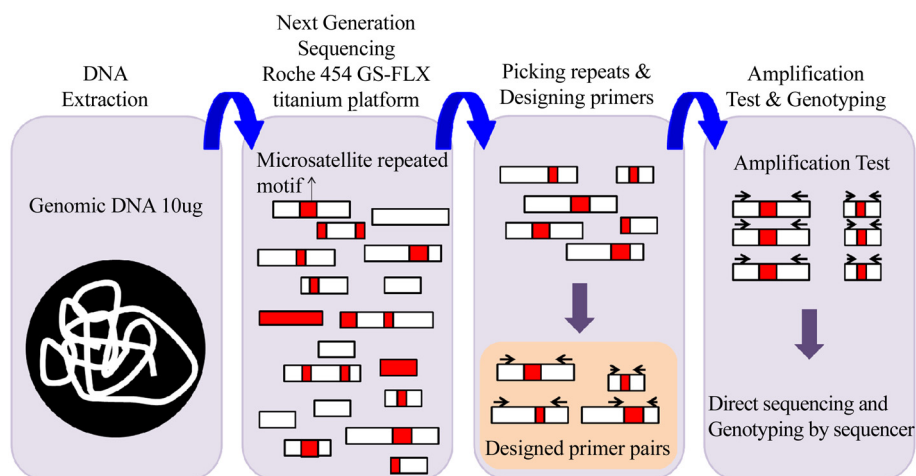 DNA
Extraction
Genomic DNA 10ug
Next Generation
Sequencing
Roche 454 GS-FLX
titanium platform
Microsatellite repeated
motif
Picking repeats &
Designing primers
Designed primer pairs
Amplification
Test & Genotyping
Amplification Test
Direct sequencing and
Genotyping by sequencer